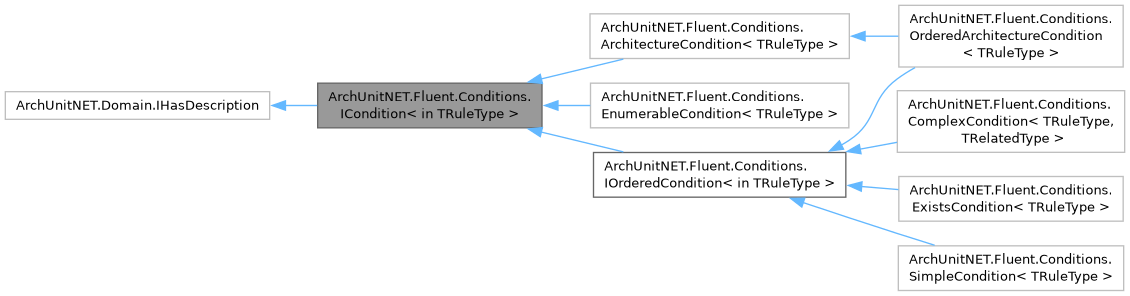 ArchUnitNET.Domain.IHasDescription
ArchUnitNET.Fluent.Conditions.
ICondition< in TRuleType >
ArchUnitNET.Fluent.Conditions.
ArchitectureCondition< TRuleType >
ArchUnitNET.Fluent.Conditions.
EnumerableCondition< TRuleType >
ArchUnitNET.Fluent.Conditions.
IOrderedCondition< in TRuleType >
ArchUnitNET.Fluent.Conditions.
OrderedArchitectureCondition
< TRuleType >
ArchUnitNET.Fluent.Conditions.
ComplexCondition< TRuleType,
TRelatedType >
ArchUnitNET.Fluent.Conditions.
ExistsCondition< TRuleType >
ArchUnitNET.Fluent.Conditions.
SimpleCondition< TRuleType >